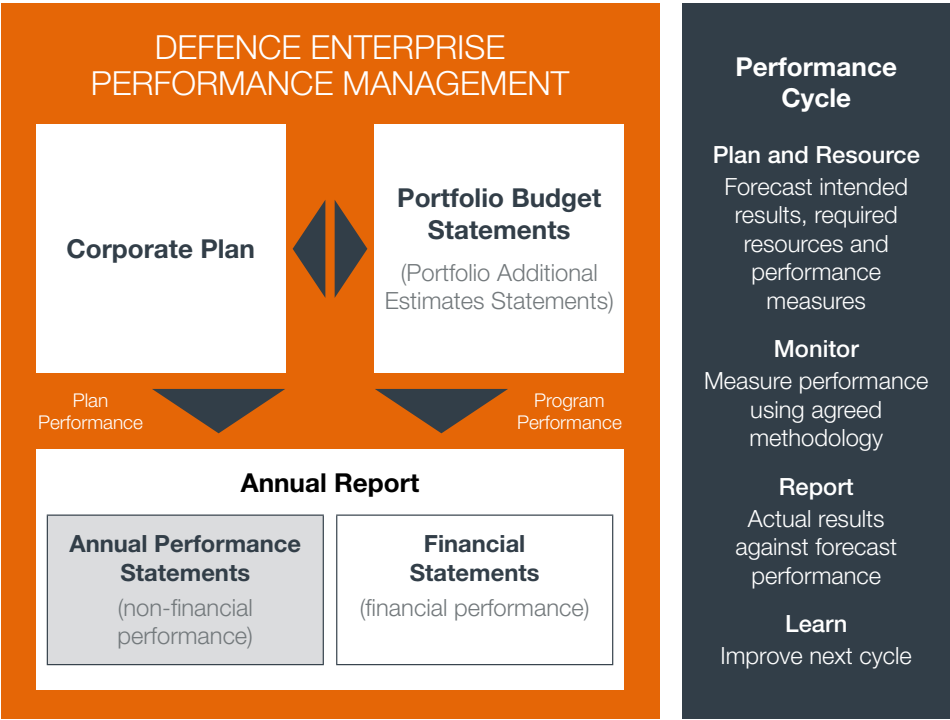 DEFENCE ENTERPRISE
PERFORMANCE MANAGEMENT
Corporate Plan
Portfolio Budget
Statements
(Portfolio Additional
Estimates Statements)
Plan
Performance
Program
Performance
Annual Report
Annual Performance
Statements
(non-financial
performance)
Financial
Statements
(financial performance)
Performance
Cycle
Plan and Resource
Forecast intended
results, required
resources and
performance
measures
Monitor
Measure performance
using agreed
methodology
Report
Actual results
against forecast
performance
Learn
Improve next cycle